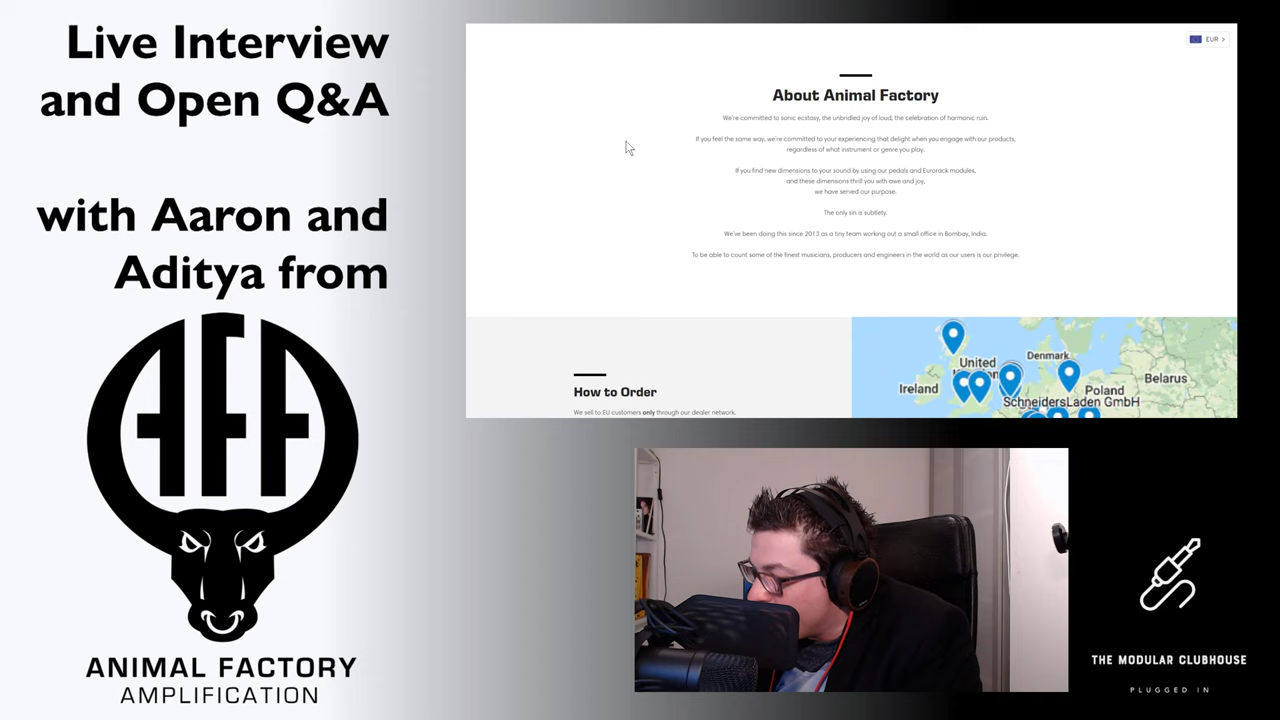 Live Interview
and Open Q&A
with Aaron and
Aditya from
AFA
ANIMAL FACTORY
AMPLIFICATION
EUR >
About Animal Factory
We're committed to sonic ecstasy, the unbridled joy of loud, the celebration of harmonic ruin.
If you feel the same way, we're committed to your experiencing that delight when you engage with our products,
regardless of what instrument or genre you play.
If you find new dimensions to your sound by using our pedals and Eurorack modules,
and these dimensions thrill you with awe and joy,
we have served our purpose.
The only sin is subtlety.
We've been doing this since 2013 as a tiny team working out a small office in Bombay, India.
To be able to count some of the finest musicians, producers and engineers in the world as our users is our privilege.
How to Order
We sell to EU customers only through our dealer network.
United
Denmark
Ireland
Poland
Belarus
SchneidersLaden GmbH
THE MODULAR CLUBHOUSE
PLUGGED IN